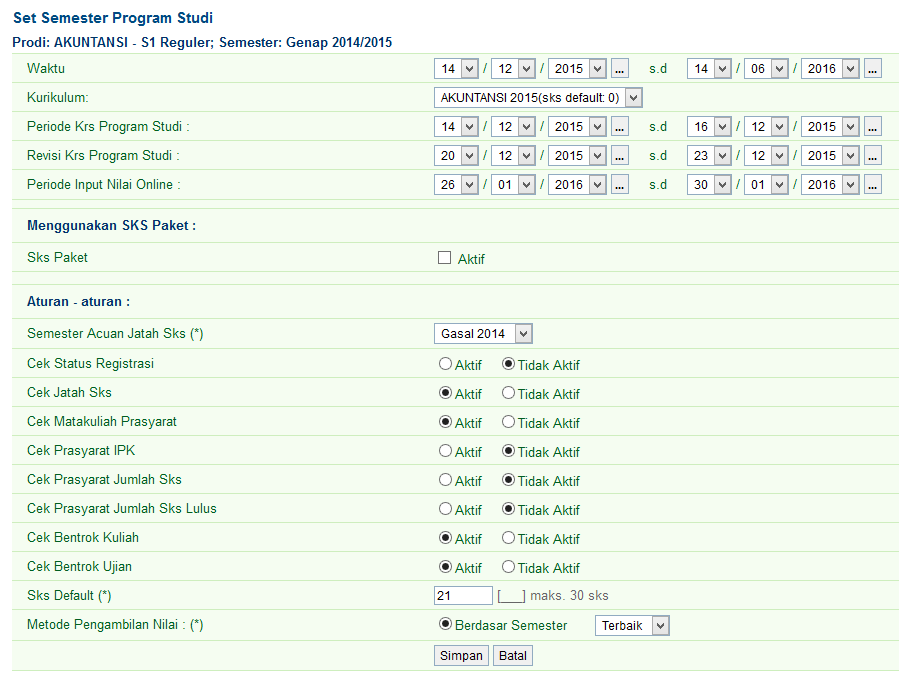 Set Semester Program Studi
Prodi: AKUNTANSI - S1 Reguler; Semester: Genap 2014/2015
Waktu 14 / 12 / 2015 ... s.d 14 / 06 / 2016 ...
Kurikulum: AKUNTANSI 2015(sks default: 0)
Periode Krs Program Studi : 14 / 12 / 2015 ... s.d 16 / 12 / 2015 ...
Revisi Krs Program Studi : 20 / 12 / 2015 ... s.d 23 / 12 / 2015 ...
Periode Input Nilai Online : 26 / 01 / 2016 ... s.d 30 / 01 / 2016 ...
Menggunakan SKS Paket :
Sks Paket Aktif
Aturan - aturan :
Semester Acuan Jatah Sks (*) Gasal 2014
Cek Status Registrasi Aktif Tidak Aktif
Cek Jatah Sks Aktif Tidak Aktif
Cek Matakuliah Prasyarat Aktif Tidak Aktif
Cek Prasyarat IPK Aktif Tidak Aktif
Cek Prasyarat Jumlah Sks Aktif Tidak Aktif
Cek Prasyarat Jumlah Sks Lulus Aktif Tidak Aktif
Cek Bentrok Kuliah Aktif Tidak Aktif
Cek Bentrok Ujian Aktif Tidak Aktif
Sks Default (*) 21 [___] maks. 30 sks
Metode Pengambilan Nilai : (*) Berdasar Semester Terbaik
Simpan Batal